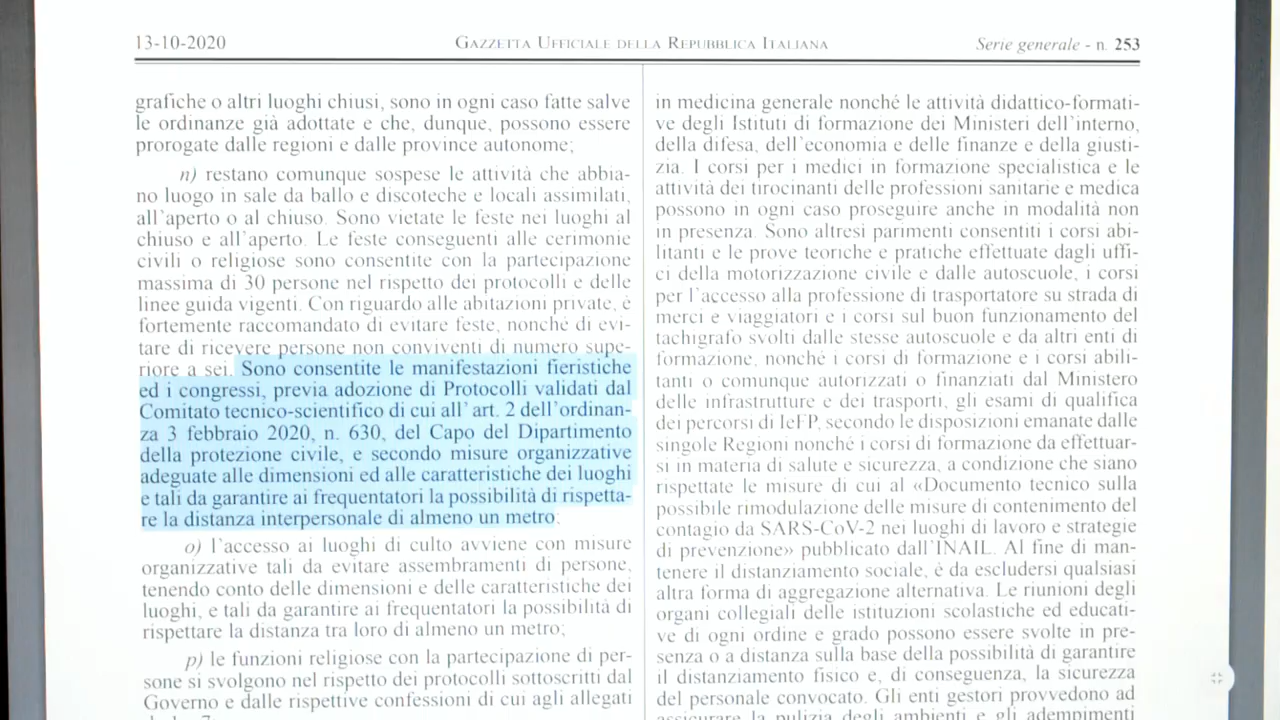 13-10-2020
GAZZETTA UFFICIALE DELLA REPUBBLICA ITALIANA
Serie generale - n. 253
grafiche o altri luoghi chiusi, sono in ogni caso fatte salve
le ordinanze già adottate e che, dunque, possono essere
prorogate dalle regioni e dalle province autonome;
n) restano comunque sospese le attività che abbia-
no luogo in sale da ballo e discoteche e locali assimilati,
all'aperto o al chiuso. Sono vietate le feste nei luoghi al
chiuso e all'aperto. Le feste conseguenti alle cerimonie
civili o religiose sono consentite con la partecipazione
massima di 30 persone nel rispetto dei protocolli e delle
linee guida vigenti. Con riguardo alle abitazioni private, è
fortemente raccomandato di evitare feste, nonché di evi-
tare di ricevere persone non conviventi di numero supe-
riore a sei. Sono consentite le manifestazioni fieristiche
ed i congressi, previa adozione di Protocolli validati dal
Comitato tecnico-scientifico di cui all' art. 2 dell'ordinan-
za 3 febbraio 2020, n. 630, del Capo del Dipartimento
della protezione civile, e secondo misure organizzative
adeguate alle dimensioni ed alle caratteristiche dei luoghi
e tali da garantire ai frequentatori la possibilità di rispetta-
re la distanza interpersonale di almeno un metro;
o) l'accesso ai luoghi di culto avviene con misure
organizzative tali da evitare assembramenti di persone,
tenendo conto delle dimensioni e delle caratteristiche dei
luoghi, e tali da garantire ai frequentatori la possibilità di
rispettare la distanza tra loro di almeno un metro;
p) le funzioni religiose con la partecipazione di per-
sone si svolgono nel rispetto dei protocolli sottoscritti dal
Governo e dalle rispettive confessioni di cui agli allegati
in medicina generale nonché le attività didattico-formati-
ve degli Istituti di formazione dei Ministeri dell'interno,
della difesa, dell'economia e delle finanze e della giusti-
zia. I corsi per i medici in formazione specialistica e le
attività dei tirocinanti delle professioni sanitarie e medica
possono in ogni caso proseguire anche in modalità non
in presenza. Sono altresì parimenti consentiti i corsi abi-
litanti e le prove teoriche e pratiche effettuate dagli uffi-
ci della motorizzazione civile e dalle autoscuole, i corsi
per l'accesso alla professione di trasportatore su strada di
merci e viaggiatori e i corsi sul buon funzionamento del
tachigrafo svolti dalle stesse autoscuole e da altri enti di
formazione, nonché i corsi di formazione e i corsi abili-
tanti o comunque autorizzati o finanziati dal Ministero
delle infrastrutture e dei trasporti, gli esami di qualifica
dei percorsi di IeFP, secondo le disposizioni emanate dalle
singole Regioni nonché i corsi di formazione da effettuar-
si in materia di salute e sicurezza, a condizione che siano
rispettate le misure di cui al «Documento tecnico sulla
possibile rimodulazione delle misure di contenimento del
contagio da SARS-CoV-2 nei luoghi di lavoro e strategie
di prevenzione» pubblicato dall'INAIL. Al fine di man-
tenere il distanziamento sociale, è da escludersi qualsiasi
altra forma di aggregazione alternativa. Le riunioni degli
organi collegiali delle istituzioni scolastiche ed educati-
ve di ogni ordine e grado possono essere svolte in pre-
senza o a distanza sulla base della possibilità di garantire
il distanziamento fisico e, di conseguenza, la sicurezza
del personale convocato. Gli enti gestori provvedono ad
assicurare la pulizia degli ambienti e gli adempimenti